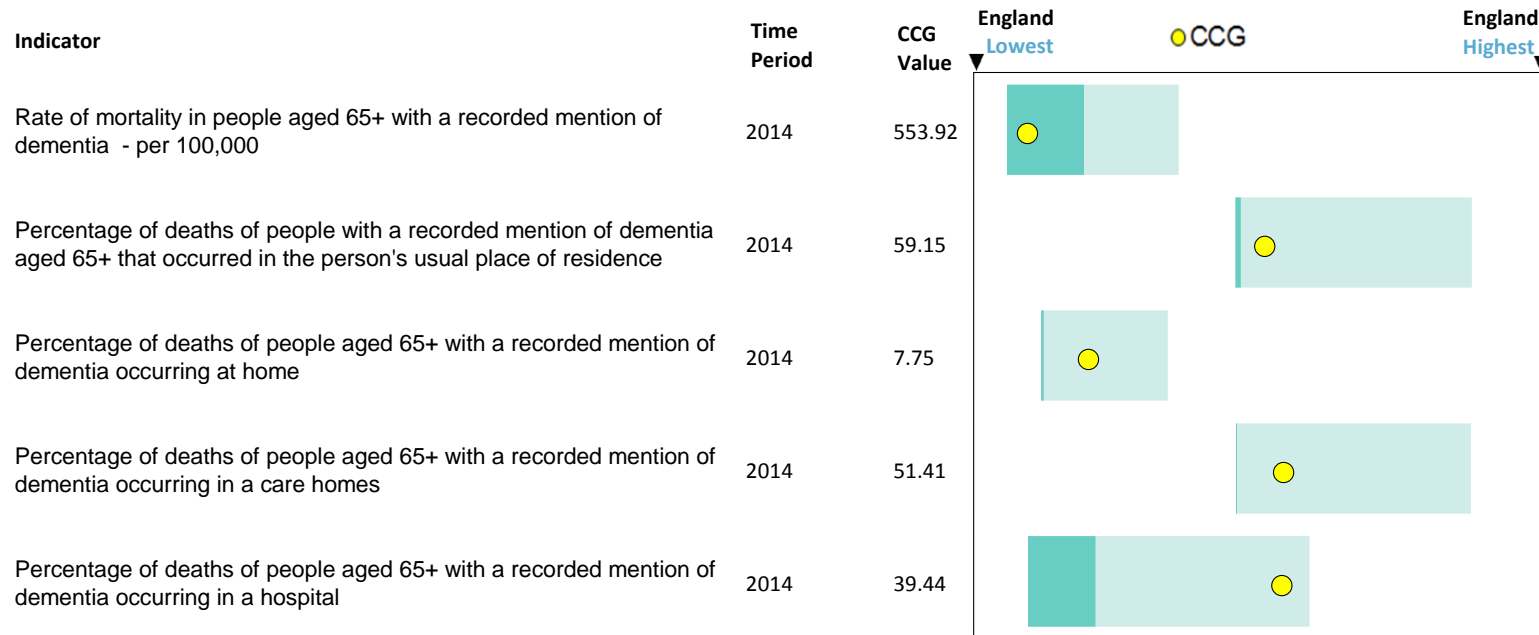 Indicator
Time
Period
CCG
Value
England
Lowest
CCG
England
Highest
Rate of mortality in people aged 65+ with a recorded mention of
dementia - per 100,000
2014
553.92
Percentage of deaths of people with a recorded mention of dementia
aged 65+ that occurred in the person's usual place of residence
2014
59.15
Percentage of deaths of people aged 65+ with a recorded mention of
dementia occurring at home
2014
7.75
Percentage of deaths of people aged 65+ with a recorded mention of
dementia occurring in a care homes
2014
51.41
Percentage of deaths of people aged 65+ with a recorded mention of
dementia occurring in a hospital
2014
39.44